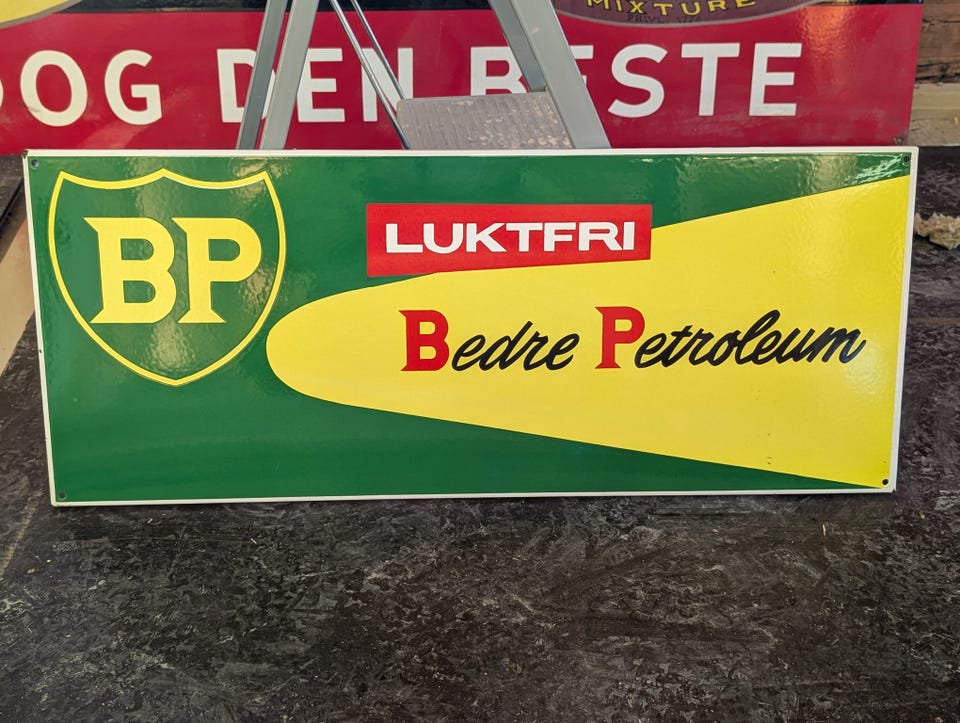 MIXTURE
OG DEN BESTE
BP
LUKTFRI
Bedre Petroleum